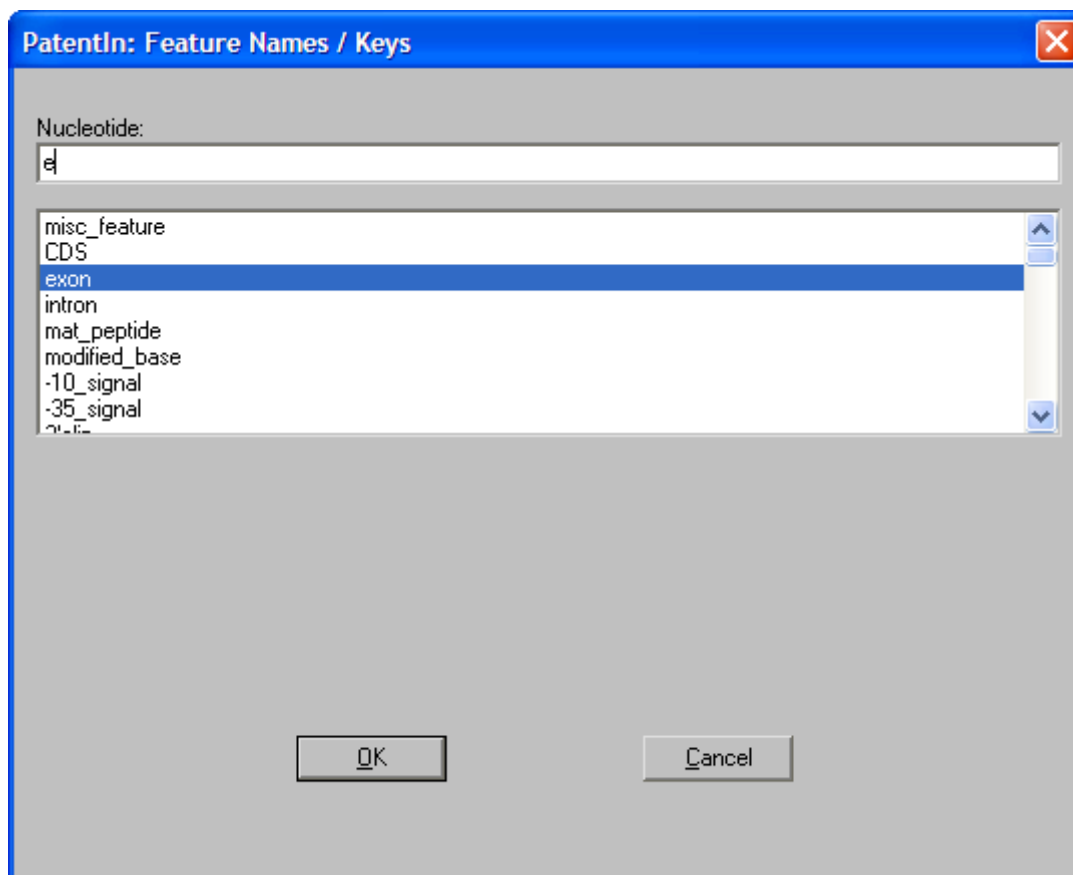 PatentIn: Feature Names / Keys
Nucleotide:
e
misc_feature
CDS
exon
intron
mat_peptide
modified_base
-10_signal
-35_signal
OK
Cancel